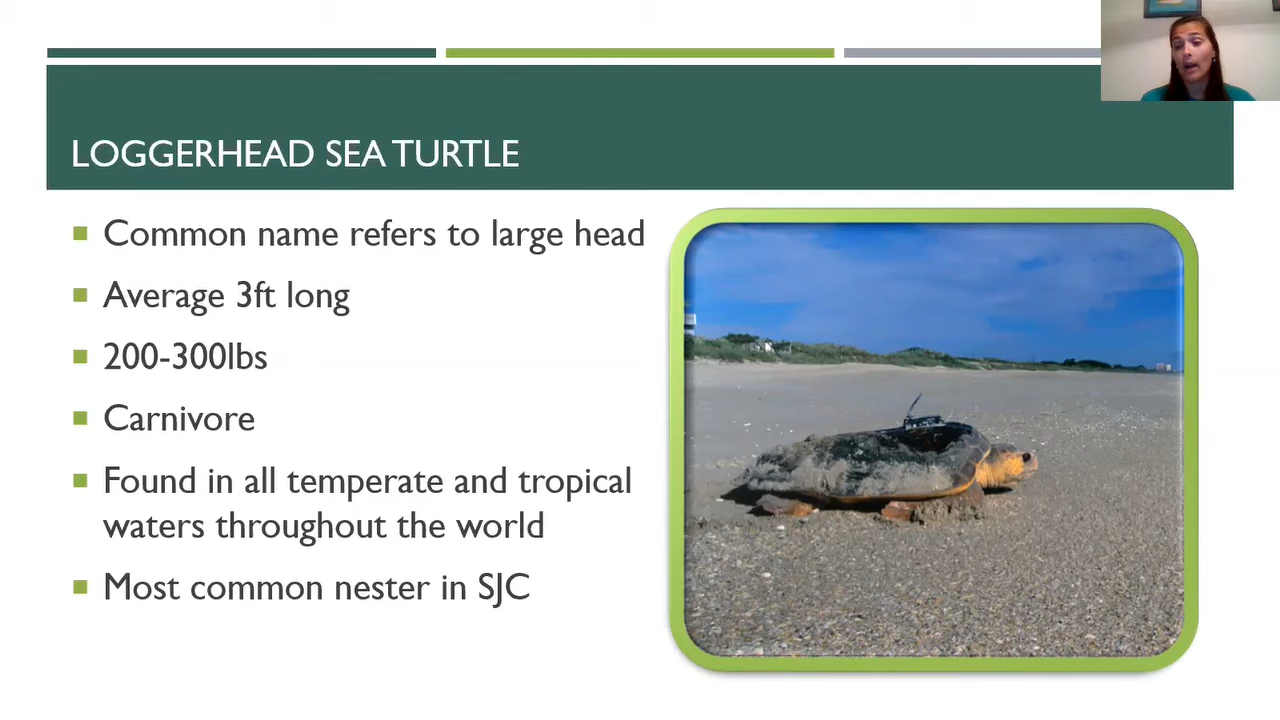 LOGGERHEAD SEA TURTLE
Common name refers to large head
Average 3ft long
200-300lbs
Carnivore
Found in all temperate and tropical
waters throughout the world
Most common nester in SJC